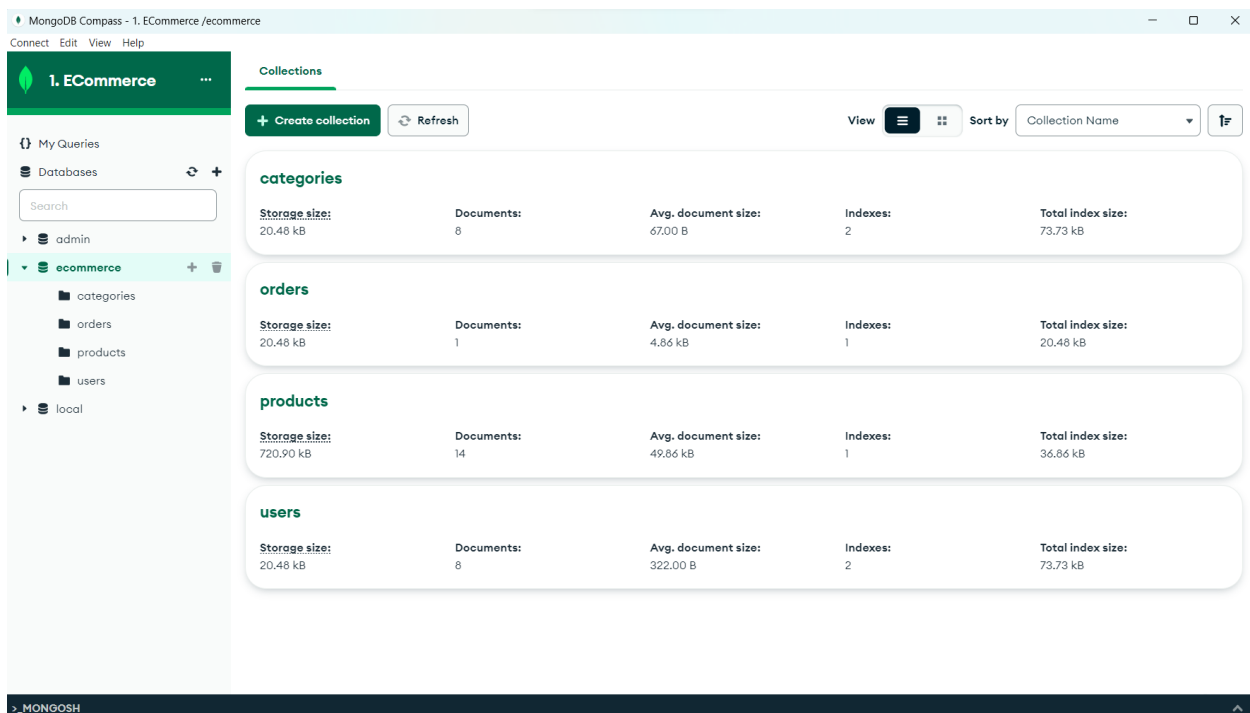 MongoDB Compass - 1. ECommerce /ecommerce
Connect Edit View Help
1. ECommerce
Collections
Create collection
Refresh
View
Sort by
Collection Name
{} My Queries
Databases
Search
admin
ecommerce
categories
orders
products
users
local
categories
Storage size: Documents: Avg. document size: Indexes: Total index size:
20.48 kB 8 67.00 B 2 73.73 kB
orders
Storage size: Documents: Avg. document size: Indexes: Total index size:
20.48 kB 1 4.86 kB 1 20.48 kB
products
Storage size: Documents: Avg. document size: Indexes: Total index size:
720.90 kB 14 49.86 kB 1 36.86 kB
users
Storage size: Documents: Avg. document size: Indexes: Total index size:
20.48 kB 8 322.00 B 2 73.73 kB
>_MONGOSH